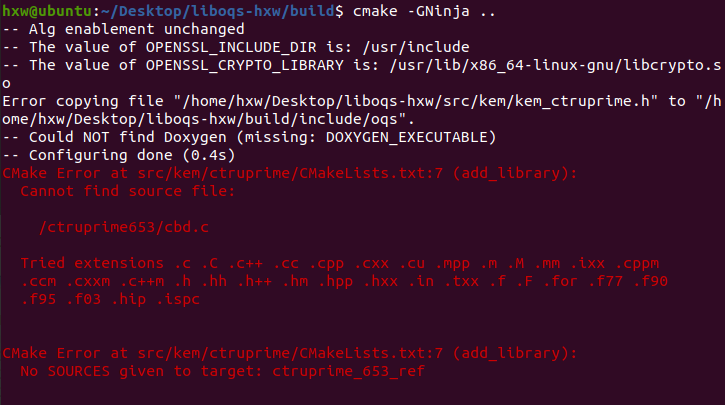 hxw@ubuntu:~/Desktop/liboqs-hxw/build$ cmake -GNinja ..
-- Alg enablement unchanged
-- The value of OPENSSL_INCLUDE_DIR is: /usr/include
-- The value of OPENSSL_CRYPTO_LIBRARY is: /usr/lib/x86_64-linux-gnu/libcrypto.s
o
Error copying file "/home/hxw/Desktop/liboqs-hxw/src/kem/kem_ctruprime.h" to "/h
ome/hxw/Desktop/liboqs-hxw/build/include/oqs".
-- Could NOT find Doxygen (missing: DOXYGEN_EXECUTABLE)
-- Configuring done (0.4s)
CMake Error at src/kem/ctruprime/CMakeLists.txt:7 (add_library):
  Cannot find source file:

    /ctruprime653/cbd.c

  Tried extensions .c .C .c++ .cc .cpp .cxx .cu .mpp .m .M .mm .ixx .cppm
  .ccm .cxxm .c++m .h .hh .h++ .hm .hpp .hxx .in .txx .f .F .for .f77 .f90
  .f95 .f03 .hip .ispc


CMake Error at src/kem/ctruprime/CMakeLists.txt:7 (add_library):
  No SOURCES given to target: ctruprime_653_ref